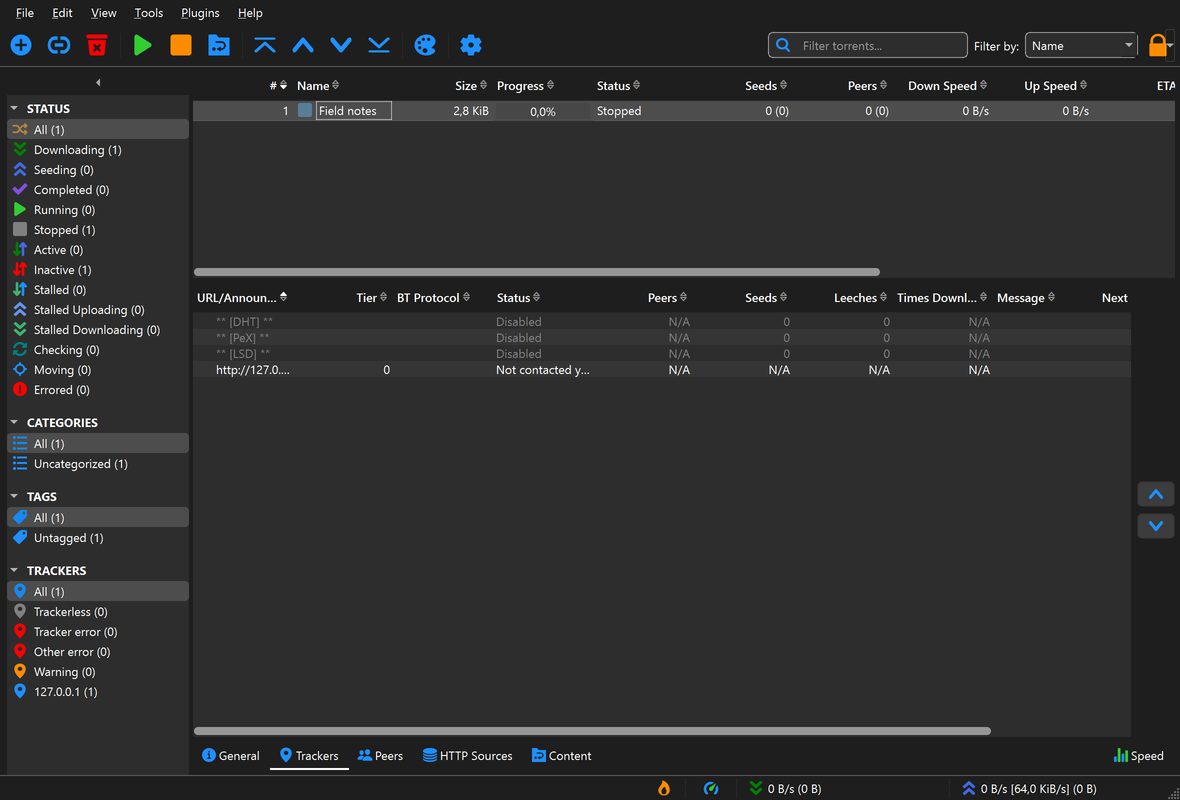 File Edit View Tools Plugins Help
Filter torrents... Filter by: Name
# Name Size Progress Status Seeds Peers Down Speed Up Speed ETA
1 Field notes 2,8 KiB 0,0% Stopped 0 (0) 0 (0) 0 B/s 0 B/s
STATUS
All (1)
Downloading (1)
Seeding (0)
Completed (0)
Running (0)
Stopped (1)
Active (0)
Inactive (1)
Stalled (0)
Stalled Uploading (0)
Stalled Downloading (0)
Checking (0)
Moving (0)
Errored (0)
CATEGORIES
All (1)
Uncategorized (1)
TAGS
All (1)
Untagged (1)
TRACKERS
All (1)
Trackerless (0)
Tracker error (0)
Other error (0)
Warning (0)
127.0.0.1 (1)
URL/Announ... Tier BT Protocol Status Peers Seeds Leeches Times Downl... Message Next
** [DHT] ** Disabled N/A 0 0 N/A
** [PeX] ** Disabled N/A 0 0 N/A
** [LSD] ** Disabled N/A 0 0 N/A
http://127.0.... 0 Not contacted y... N/A N/A N/A N/A
General Trackers Peers HTTP Sources Content Speed
0 B/s (0 B) 0 B/s [64,0 KiB/s] (0 B)